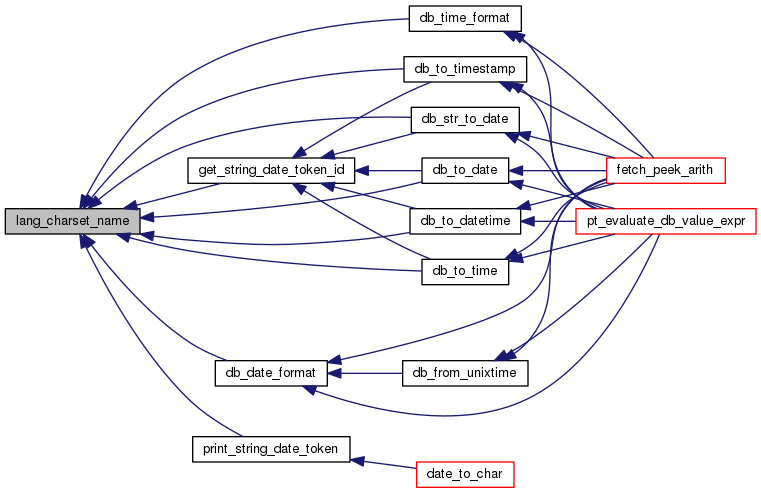 db_time_format
db_to_timestamp
db_str_to_date
get_string_date_token_id
db_to_date
fetch_peek_arith
lang_charset_name
db_to_datetime
pt_evaluate_db_value_expr
db_to_time
db_date_format
db_from_unixtime
print_string_date_token
date_to_char